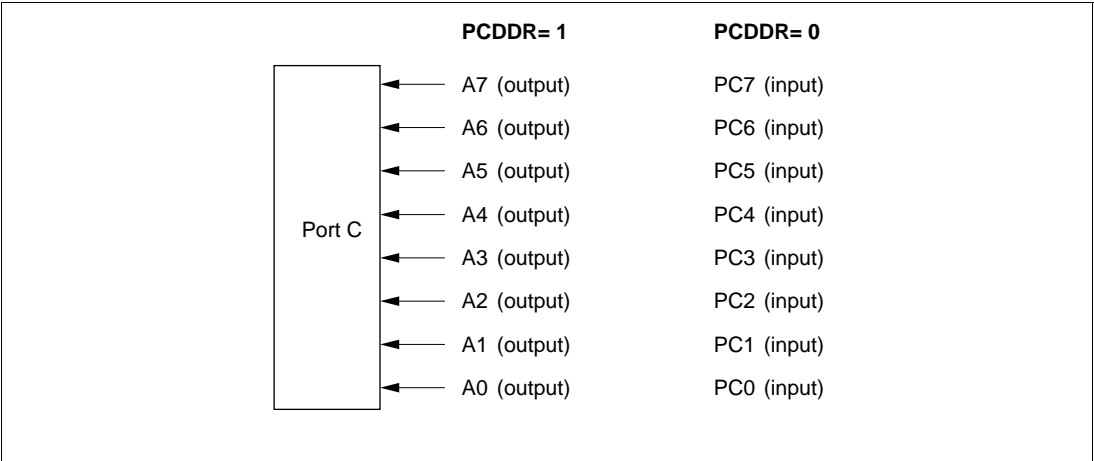 PCDDR= 1 PCDDR= 0
A7 (output) PC7 (input)
A6 (output) PC6 (input)
A5 (output) PC5 (input)
A4 (output) PC4 (input)
Port C
A3 (output) PC3 (input)
A2 (output) PC2 (input)
A1 (output) PC1 (input)
A0 (output) PC0 (input)